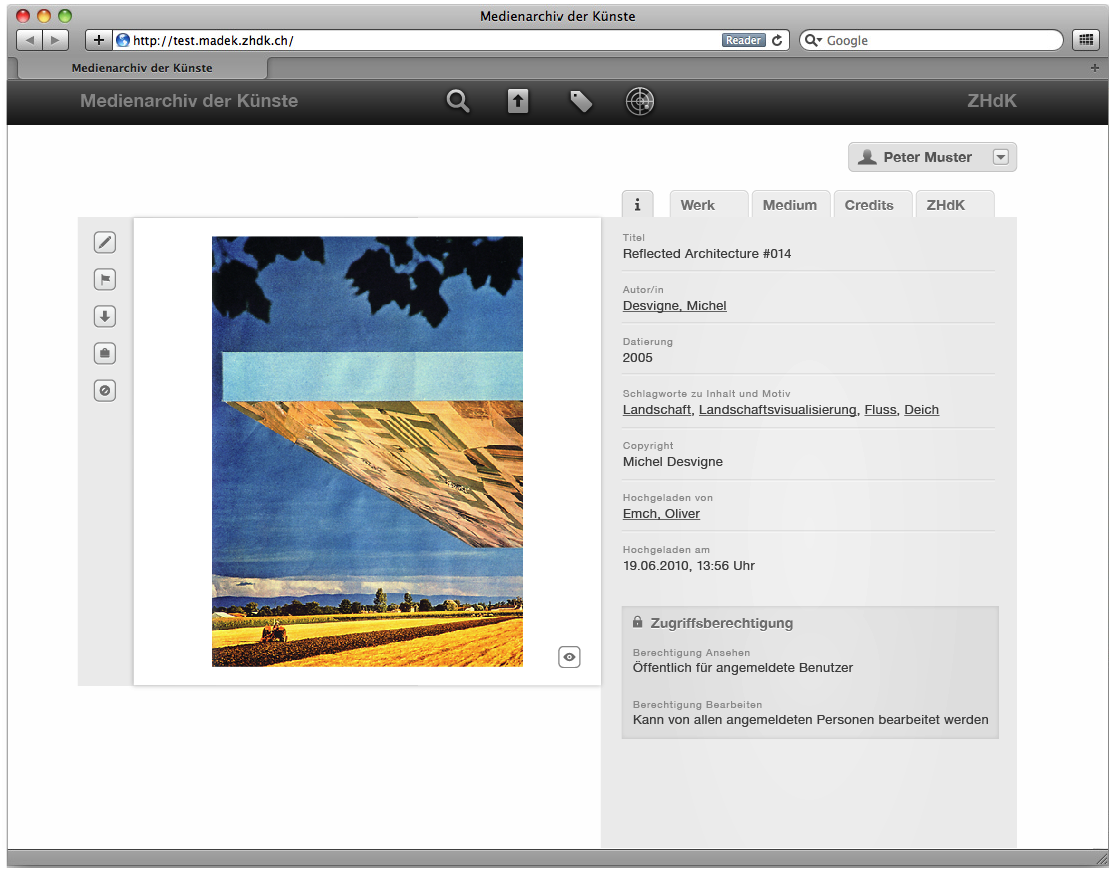 Medienarchiv der Künste
http://test.madek.zhdk.ch/
Reader
Google
Medienarchiv der Künste
Medienarchiv der Künste
ZHdK
Peter Muster
i
Werk
Medium
Credits
ZHdK
Titel
Reflected Architecture #014
Autor/in
Desvigne, Michel
Datierung
2005
Schlagworte zu Inhalt und Motiv
Landschaft, Landschaftsvisualisierung, Fluss, Deich
Copyright
Michel Desvigne
Hochgeladen von
Emch, Oliver
Hochgeladen am
19.06.2010, 13:56 Uhr
Zugriffsberechtigung
Berechtigung Ansehen
Öffentlich für angemeldete Benutzer
Berechtigung Bearbeiten
Kann von allen angemeldeten Personen bearbeitet werden